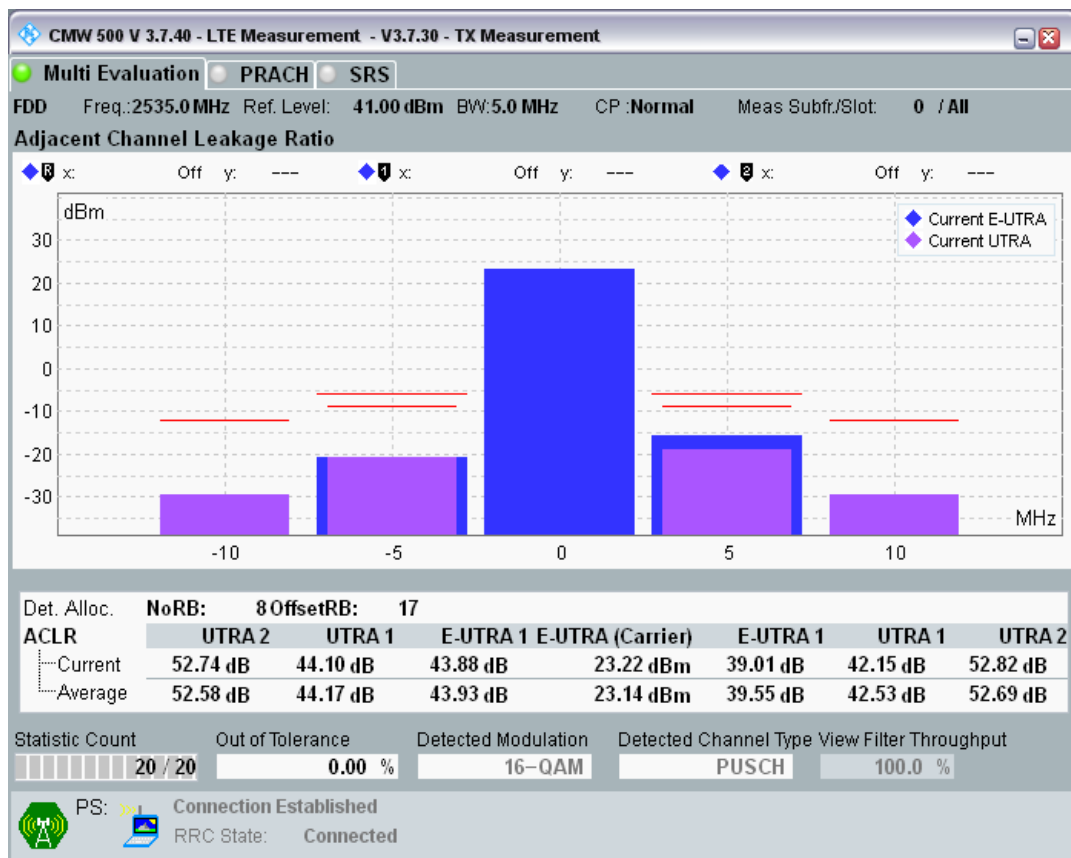 CMW 500 V 3.7.40 - LTE Measurement - V3.7.30 - TX Measurement
Multi Evaluation PRACH SRS
FDD Freq.:2535.0 MHz Ref. Level: 41.00 dBm BW:5.0 MHz CP :Normal Meas Subfr./Slot: 0 / All
Adjacent Channel Leakage Ratio
R x: Off y: --- 1 x: Off y: --- 2 x: Off y: ---
dBm
Current E-UTRA
Current UTRA
30
20
10
0
-10
-20
-30
MHz
-10 -5 0 5 10
Det. Alloc. NoRB: 8 OffsetRB: 17
ACLR UTRA 2 UTRA 1 E-UTRA 1 E-UTRA (Carrier) E-UTRA 1 UTRA 1 UTRA 2
Current 52.74 dB 44.10 dB 43.88 dB 23.22 dBm 39.01 dB 42.15 dB 52.82 dB
Average 52.58 dB 44.17 dB 43.93 dB 23.14 dBm 39.55 dB 42.53 dB 52.69 dB
Statistic Count Out of Tolerance Detected Modulation Detected Channel Type View Filter Throughput
20 / 20 0.00 % 16-QAM PUSCH 100.0 %
PS: Connection Established
RRC State: Connected